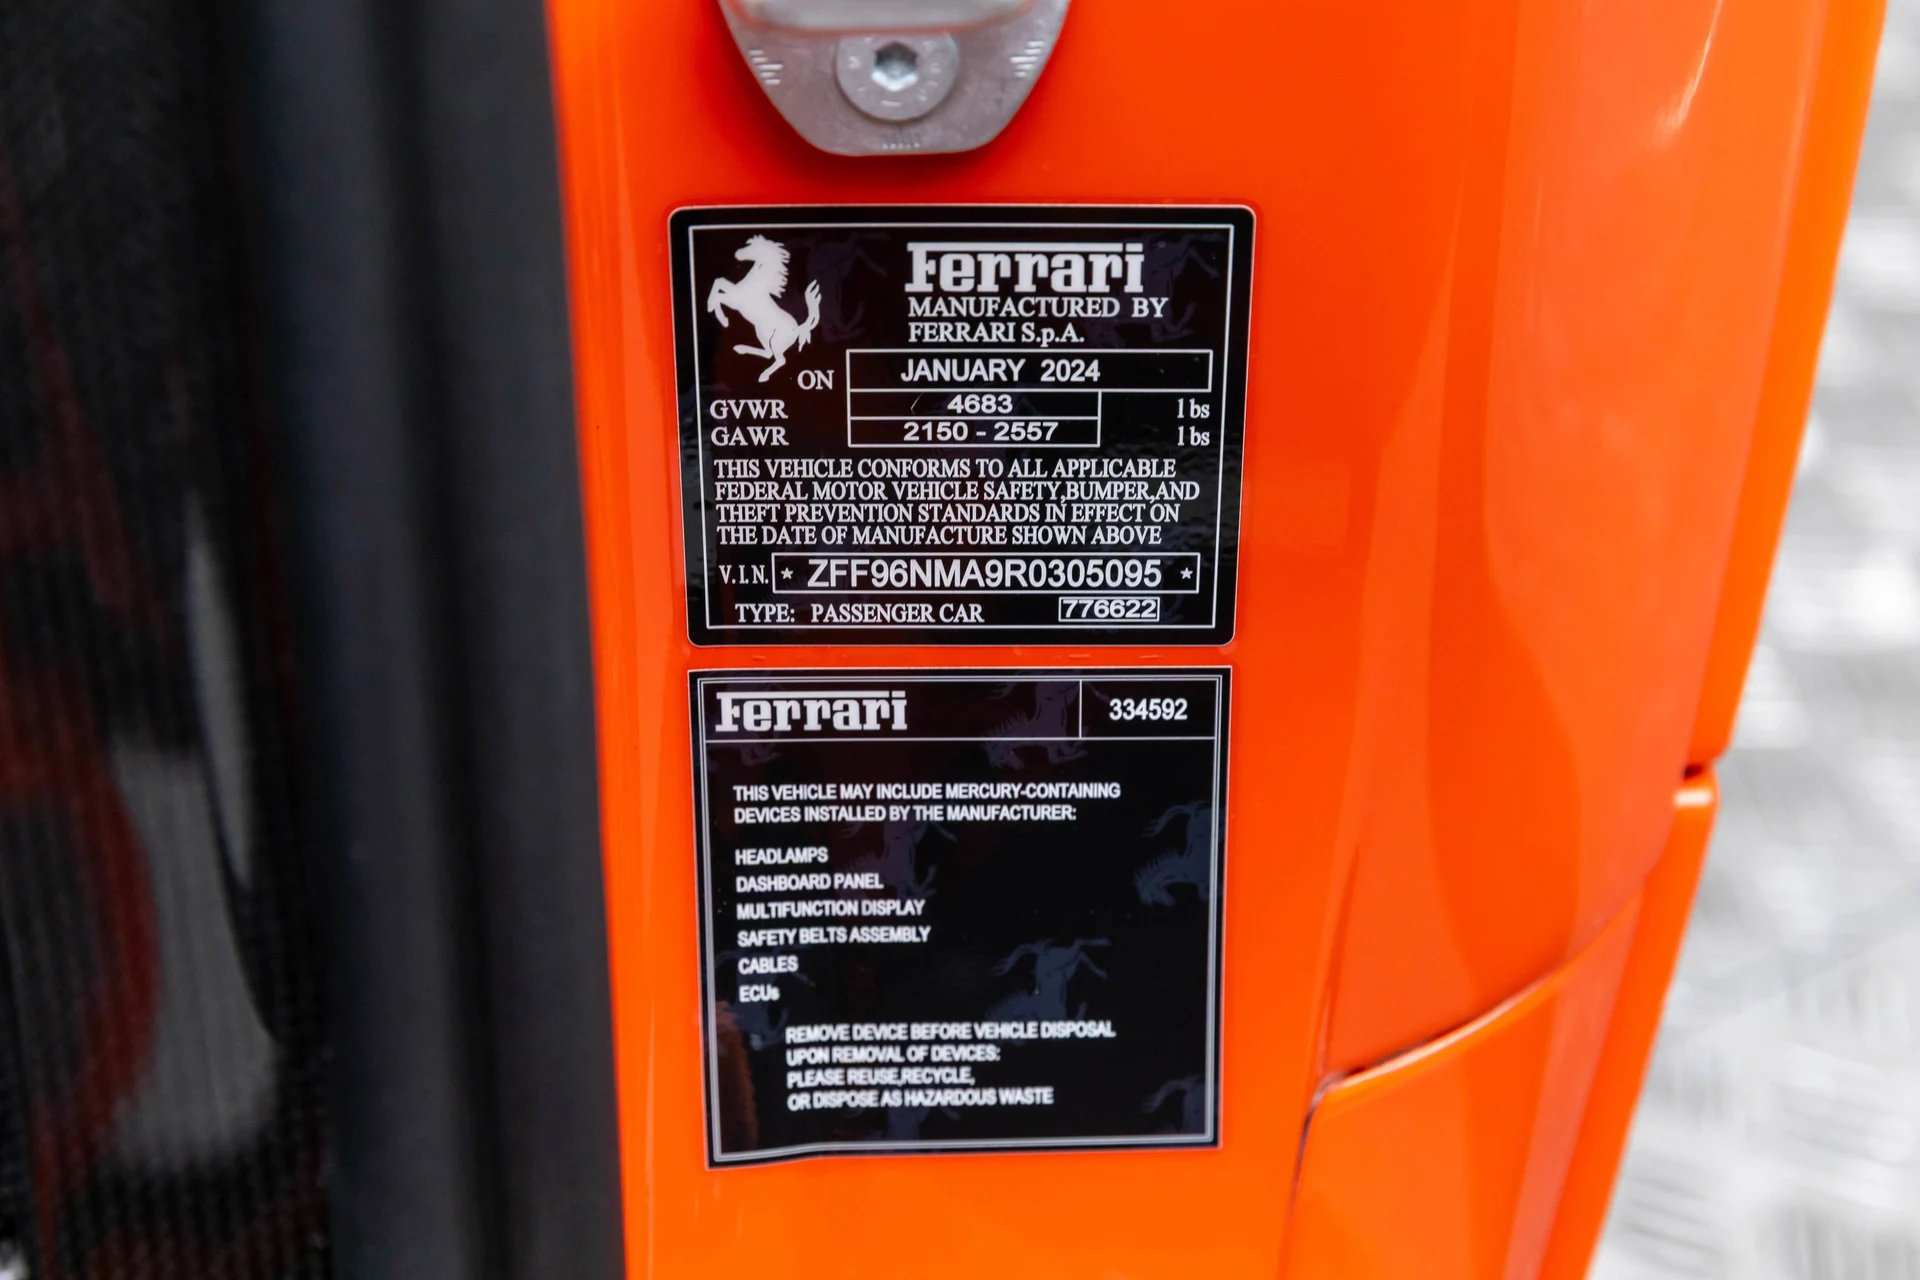 Ferrari
MANUFACTURED BY
FERRARI S.p.A.
ON JANUARY 2024
GVWR 4683 lbs
GAWR 2150 - 2557 lbs
THIS VEHICLE CONFORMS TO ALL APPLICABLE
FEDERAL MOTOR VEHICLE SAFETY,BUMPER,AND
THEFT PREVENTION STANDARDS IN EFFECT ON
THE DATE OF MANUFACTURE SHOWN ABOVE
V.I.N. * ZFF96NMA9R0305095 *
TYPE: PASSENGER CAR 776622
Ferrari 334592
THIS VEHICLE MAY INCLUDE MERCURY-CONTAINING
DEVICES INSTALLED BY THE MANUFACTURER:
HEADLAMPS
DASHBOARD PANEL
MULTIFUNCTION DISPLAY
SAFETY BELTS ASSEMBLY
CABLES
ECUs
REMOVE DEVICE BEFORE VEHICLE DISPOSAL
UPON REMOVAL OF DEVICES:
PLEASE REUSE,RECYCLE,
OR DISPOSE AS HAZARDOUS WASTE